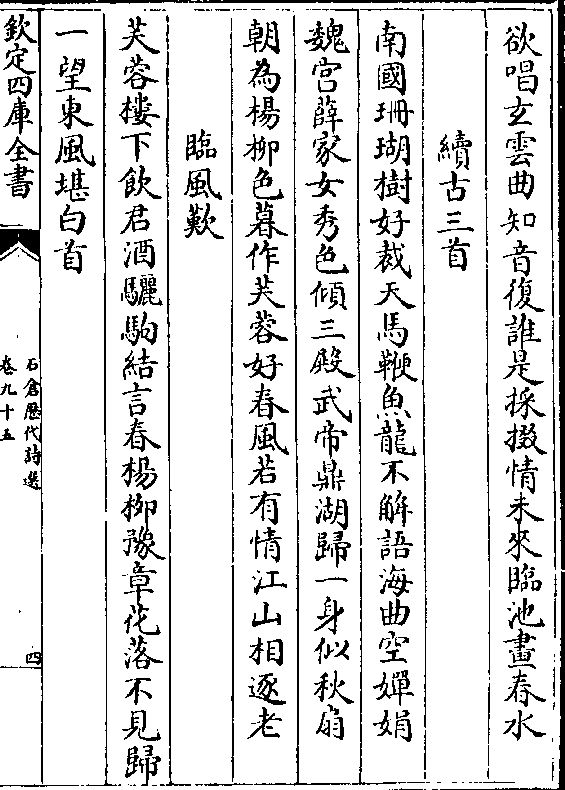 欲唱玄雲曲知音復誰是採掇情未來臨池畫春水
續古三首
南國珊瑚樹好裁天馬鞭魚龍不解語海曲空嬋娟
魏宮薛家女秀色傾三殿武帝鼎湖歸一身似秋扇
朝為楊柳色暮作芙蓉好春風若有情江山相逐老
臨風歎
芙蓉樓下飲君酒驪駒結言春楊柳豫章花落不見歸
一望東風堪白首
欽定四庫全書
石倉歷代詩選
卷九十五
四